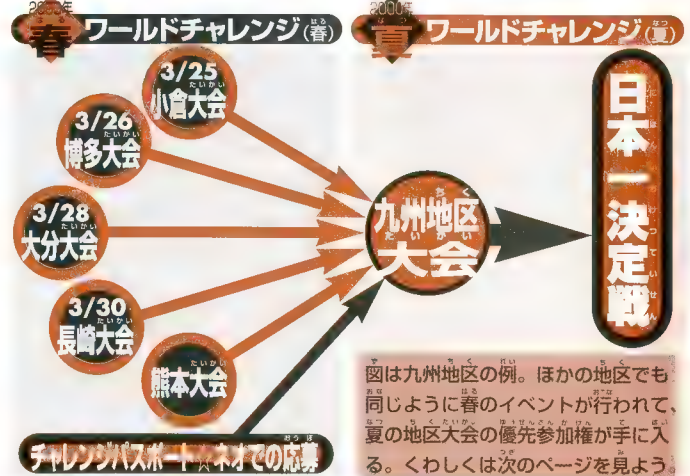 2000年
春 ワールドチャレンジ(春)
3/25
小倉大会
3/26
博多大会
3/28
大分大会
3/30
長崎大会
熊本大会
チャレンジパスポート☆ネオでの応募
2000年
夏 ワールドチャレンジ(夏)
九州地区
大会
日本一決定戦
図は九州地区の例。ほかの地区でも
同じように春のイベントが行われて、
夏の地区大会の優先参加権が手に入
る。くわしくは次のページを見よう。